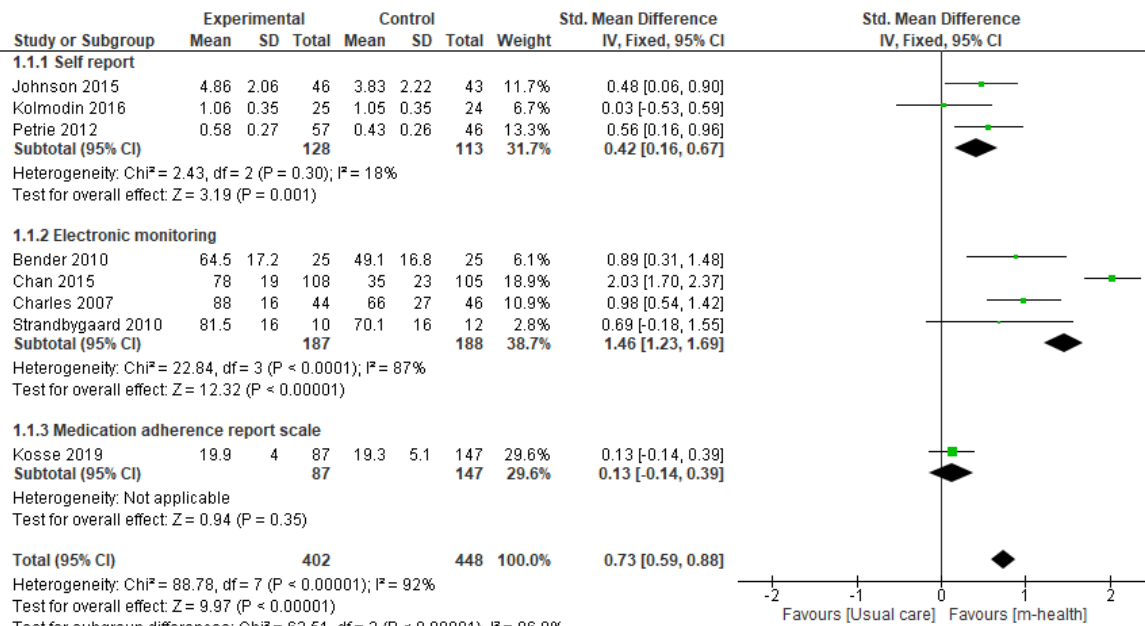 Experimental Control Std. Mean Difference Std. Mean Difference
Study or Subgroup Mean SD Total Mean SD Total Weight IV, Fixed, 95% CI IV, Fixed, 95% CI
1.1.1 Self report
Johnson 2015 4.86 2.06 46 3.83 2.22 43 11.7% 0.48 [0.06, 0.90]
Kolmodin 2016 1.06 0.35 25 1.05 0.35 24 6.7% 0.03 [-0.53, 0.59]
Petrie 2012 0.58 0.27 57 0.43 0.26 46 13.3% 0.56 [0.16, 0.96]
Subtotal (95% CI) 128 113 31.7% 0.42 [0.16, 0.67]
Heterogeneity: Chi² = 2.43, df = 2 (P = 0.30); I² = 18%
Test for overall effect: Z = 3.19 (P = 0.001)
1.1.2 Electronic monitoring
Bender 2010 64.5 17.2 25 49.1 16.8 25 6.1% 0.89 [0.31, 1.48]
Chan 2015 78 19 108 35 23 105 18.9% 2.03 [1.70, 2.37]
Charles 2007 88 16 44 66 27 46 10.9% 0.98 [0.54, 1.42]
Strandbygaard 2010 81.5 16 10 70.1 16 12 2.8% 0.69 [-0.18, 1.55]
Subtotal (95% CI) 187 188 38.7% 1.46 [1.23, 1.69]
Heterogeneity: Chi² = 22.84, df = 3 (P < 0.0001); I² = 87%
Test for overall effect: Z = 12.32 (P < 0.00001)
1.1.3 Medication adherence report scale
Kosse 2019 19.9 4 87 19.3 5.1 147 29.6% 0.13 [-0.14, 0.39]
Subtotal (95% CI) 87 147 29.6% 0.13 [-0.14, 0.39]
Heterogeneity: Not applicable
Test for overall effect: Z = 0.94 (P = 0.35)
Total (95% CI) 402 448 100.0% 0.73 [0.59, 0.88]
Heterogeneity: Chi² = 88.78, df = 7 (P < 0.00001); I² = 92%
Test for overall effect: Z = 9.97 (P < 0.00001)
-2 -1 0 1 2
Favours [Usual care] Favours [m-health]
Test for subgroup differences: Chi² =